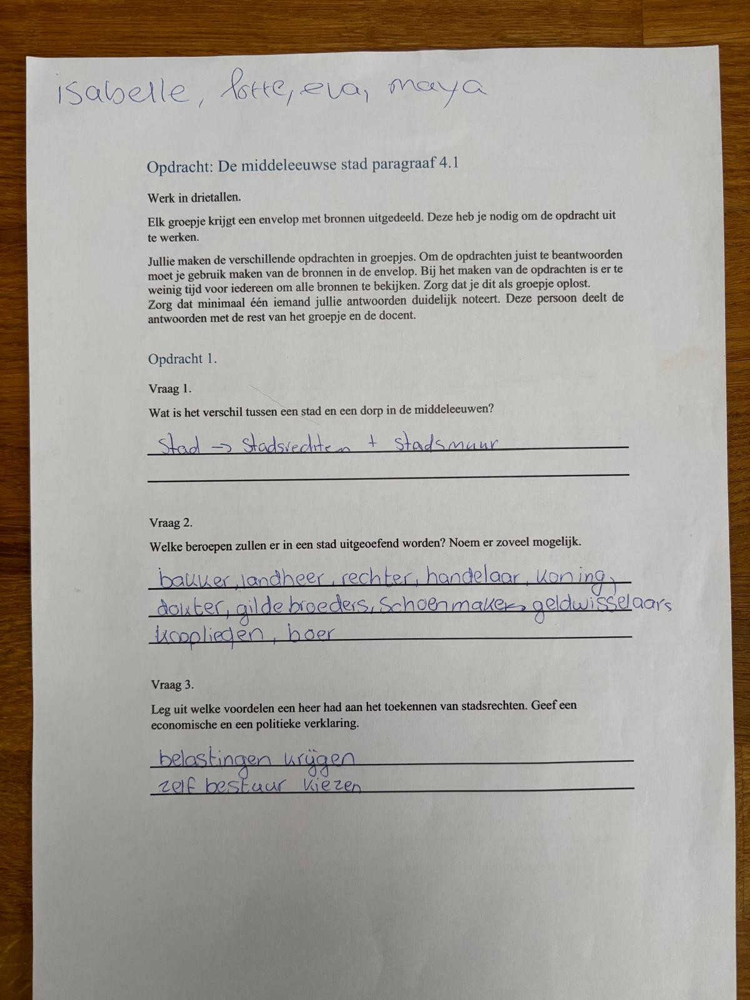 isabelle, lotte, eva, maya
Opdracht: De middeleeuwse stad paragraaf 4.1
Werk in drietallen.
Elk groepje krijgt een envelop met bronnen uitgedeeld. Deze heb je nodig om de opdracht uit
te werken.
Jullie maken de verschillende opdrachten in groepjes. Om de opdrachten juist te beantwoorden
moet je gebruik maken van de bronnen in de envelop. Bij het maken van de opdrachten is er te
weinig tijd voor iedereen om alle bronnen te bekijken. Zorg dat je dit als groepje oplost.
Zorg dat minimaal één iemand jullie antwoorden duidelijk noteert. Deze persoon deelt de
antwoorden met de rest van het groepje en de docent.
Opdracht 1.
Vraag 1.
Wat is het verschil tussen een stad en een dorp in de middeleeuwen?
Stad -> Stadsrechten + stadsmuur
Vraag 2.
Welke beroepen zullen er in een stad uitgeoefend worden? Noem er zoveel mogelijk.
bakker, landheer, rechter, handelaar, koning,
dokter, gilde broeders, schoenmaker, geldwisselaars
kooplieden, boer
Vraag 3.
Leg uit welke voordelen een heer had aan het toekennen van stadsrechten. Geef een
economische en een politieke verklaring.
belastingen krijgen
zelf bestuur kiezen